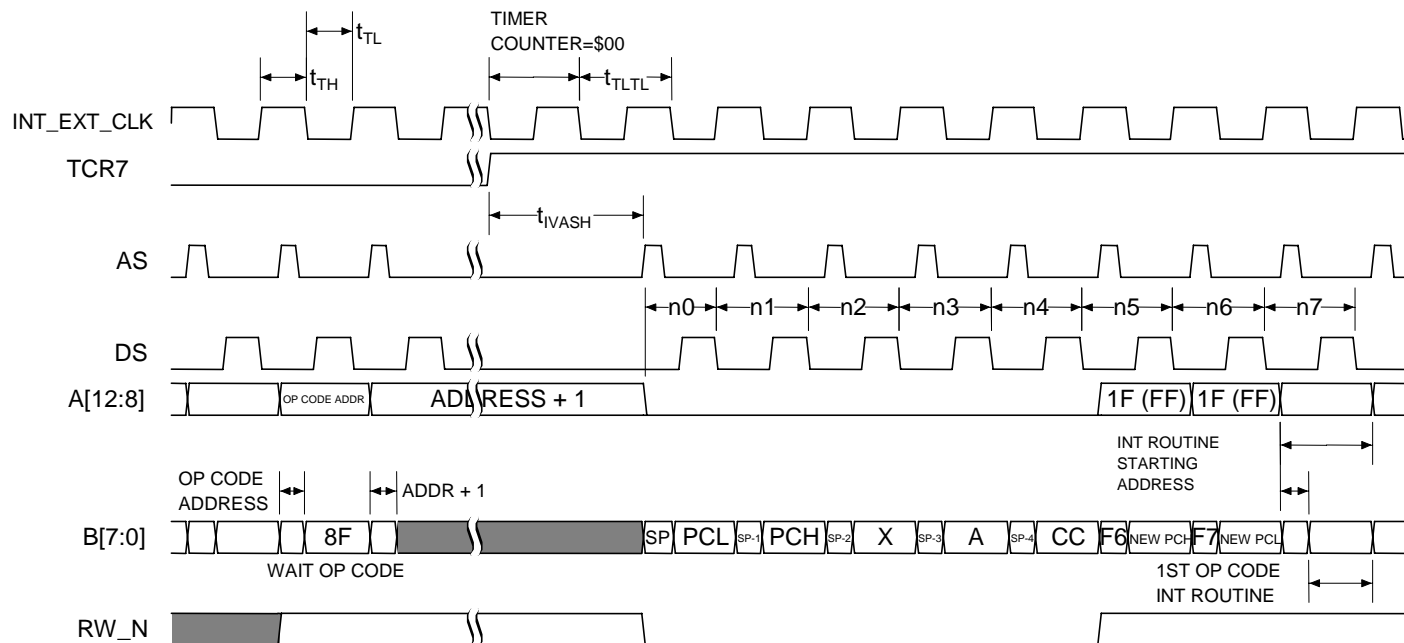 TIMER
COUNTER=$00
tTL
tTH
tTLTL
INT_EXT_CLK
TCR7
tIVASH
AS
n0 n1 n2 n3 n4 n5 n6 n7
DS
A[12:8]
OP CODE ADDR
ADDRESS + 1
1F (FF) 1F (FF)
INT ROUTINE
STARTING
ADDRESS
OP CODE
ADDRESS
ADDR + 1
B[7:0]
8F
SP PCL SP-1 PCH SP-2 X SP-3 A SP-4 CC F6 NEW PCH F7 NEW PCL
WAIT OP CODE
1ST OP CODE
INT ROUTINE
RW_N